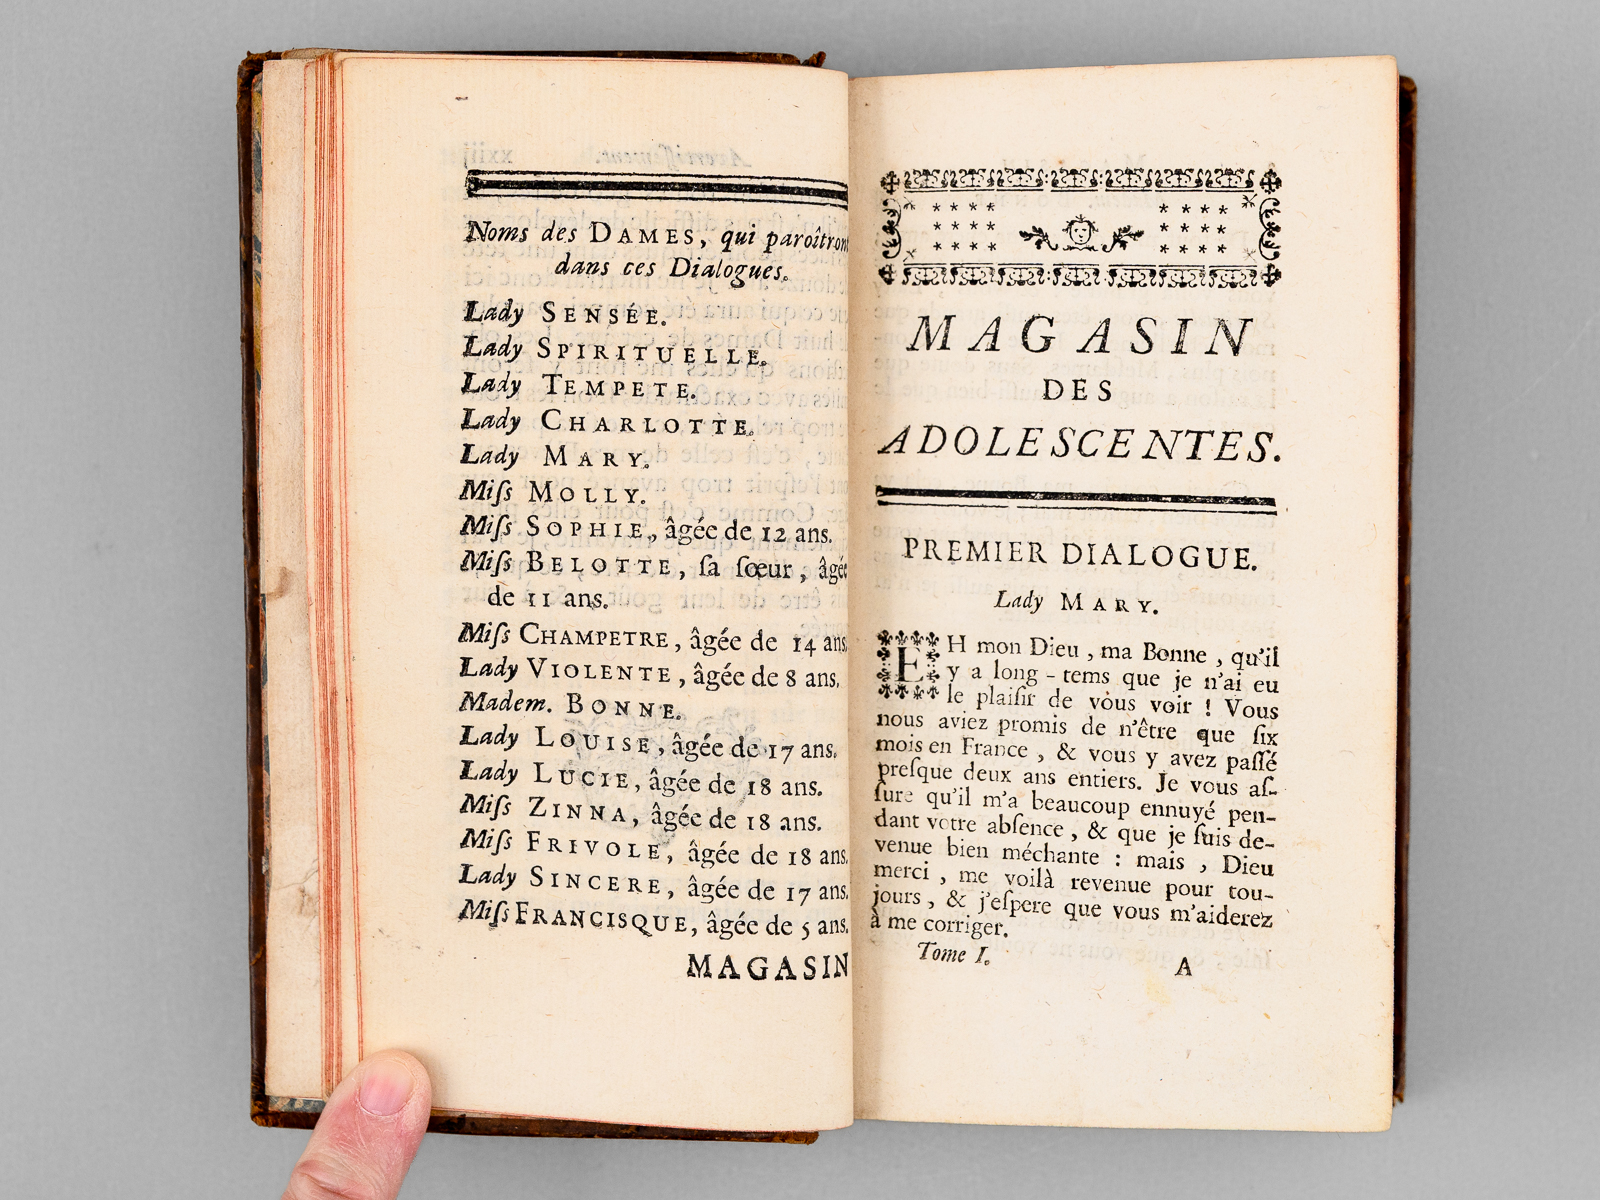 Noms des DAMES, qui paroîtront
dans ces Dialogues.
Lady SENSÉE.
Lady SPIRITUELLE.
Lady TEMPETE.
Lady CHARLOTTE.
Lady MARY.
Miſs MOLLY.
Miſs SOPHIE, âgée de 12 ans.
Miſs BELOTTE, ſa ſœur, âgée
de 11 ans.
Miſs CHAMPETRE, âgée de 14 ans.
Lady VIOLENTE, âgée de 8 ans.
Madem. BONNE.
Lady LOUISE, âgée de 17 ans.
Lady LUCIE, âgée de 18 ans.
Miſs ZINNA, âgée de 18 ans.
Miſs FRIVOLE, âgée de 18 ans.
Lady SINCERE, âgée de 17 ans.
Miſs FRANCISQUE, âgée de 5 ans.
MAGASIN
MAGASIN
DES
ADOLESCENTES.
PREMIER DIALOGUE.
Lady MARY.
EH mon Dieu, ma Bonne, qu'il
y a long-tems que je n'ai eu
le plaiſir de vous voir ! Vous
nous aviez promis de n'être que ſix
mois en France, & vous y avez paſſé
preſque deux ans entiers. Je vous aſ-
ſure qu'il m'a beaucoup ennuyé pen-
dant votre abſence, & que je ſuis de-
venue bien méchante : mais, Dieu
merci, me voilà revenue pour tou-
jours, & j'eſpere que vous m'aiderez
à me corriger.
Tome I. A